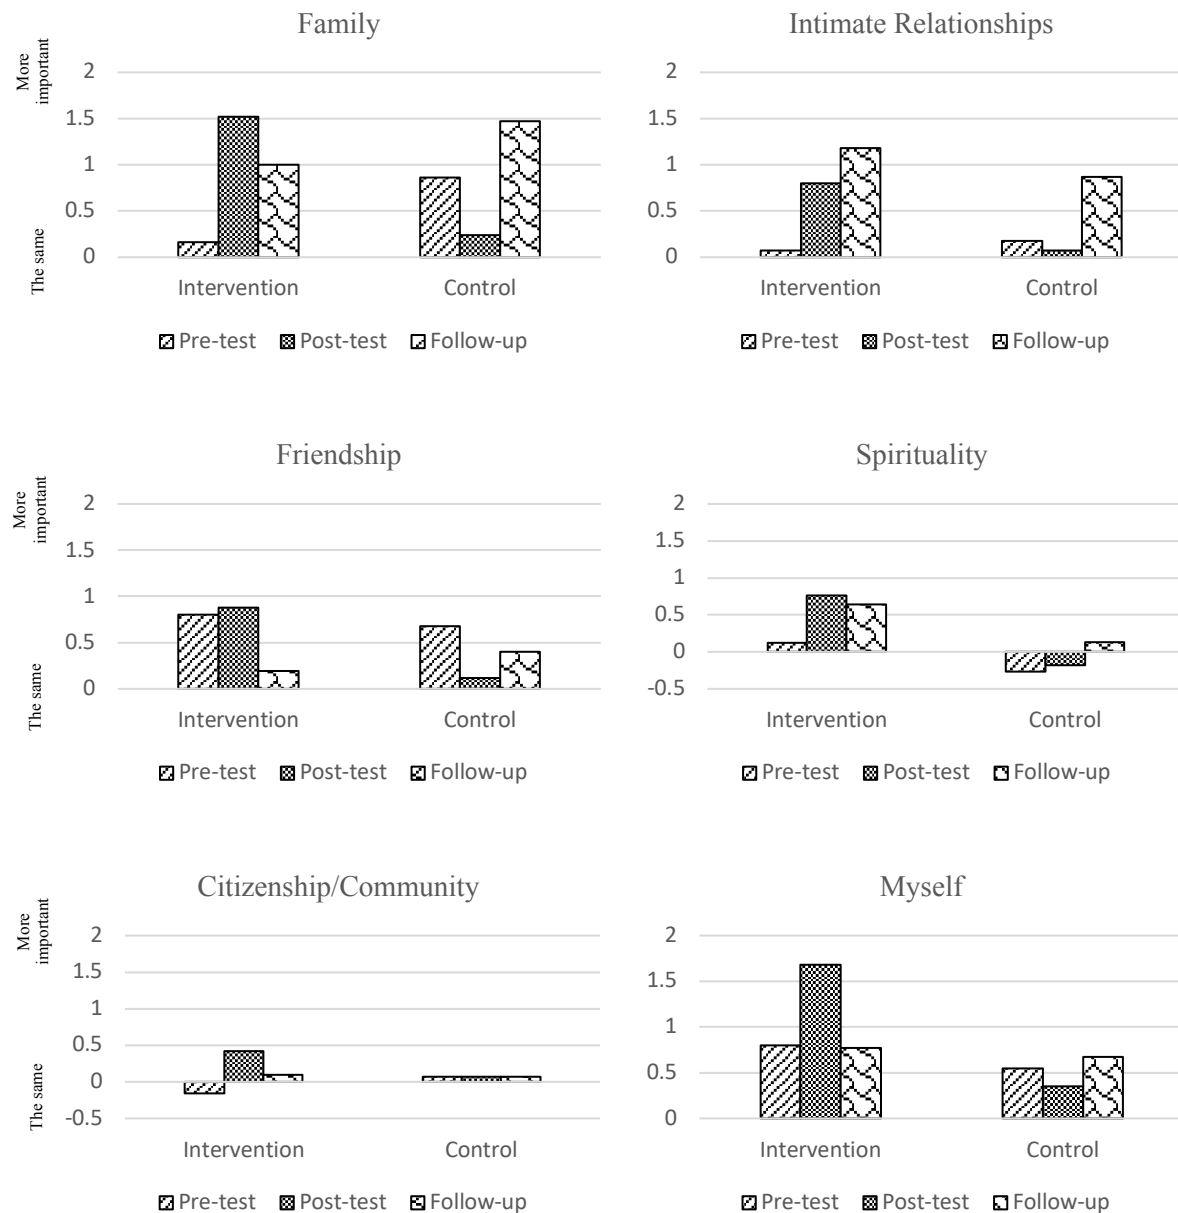 Family
More
important
The same
2
1.5
1
0.5
0
Intervention Control
Pre-test Post-test Follow-up
Intimate Relationships
2
1.5
1
0.5
0
Intervention Control
Pre-test Post-test Follow-up
Friendship
More
important
The same
2
1.5
1
0.5
0
Intervention Control
Pre-test Post-test Follow-up
Spirituality
2
1.5
1
0.5
0
-0.5
Intervention Control
Pre-test Post-test Follow-up
Citizenship/Community
More
important
The same
2
1.5
1
0.5
0
-0.5
Intervention Control
Pre-test Post-test Follow-up
Myself
2
1.5
1
0.5
0
Intervention Control
Pre-test Post-test Follow-up